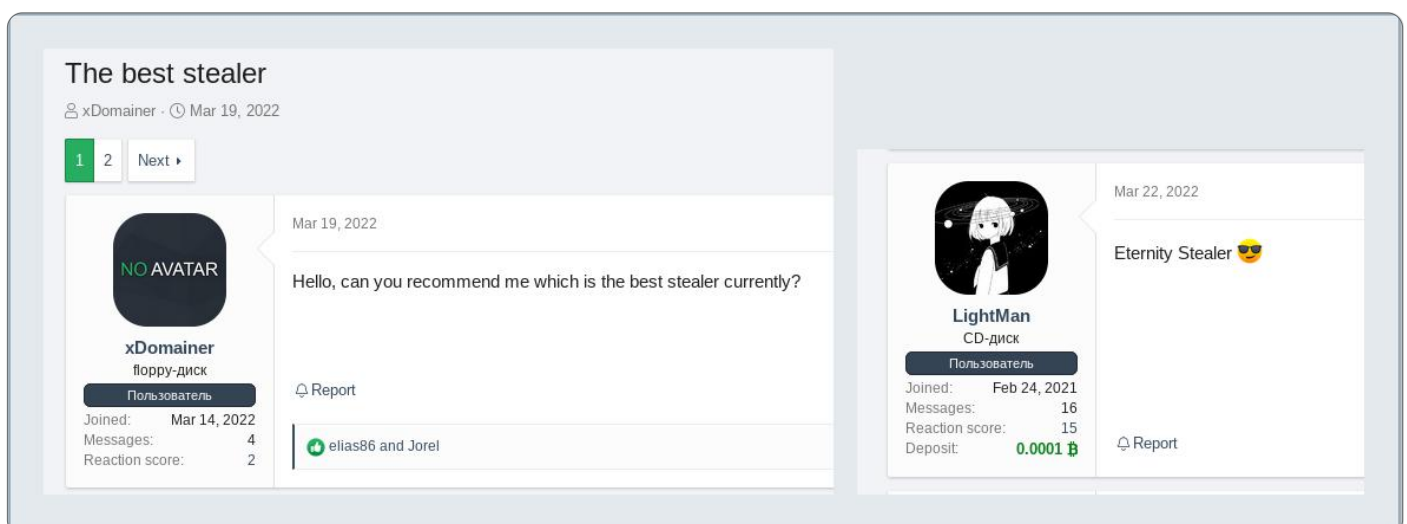 The best stealer
xDomainer · Mar 19, 2022
1 2 Next
NO AVATAR
xDomainer
floppy-диск
Пользователь
Joined: Mar 14, 2022
Messages: 4
Reaction score: 2
Mar 19, 2022
Hello, can you recommend me which is the best stealer currently?
Report
elias86 and Jorel
LightMan
CD-диск
Пользователь
Joined: Feb 24, 2021
Messages: 16
Reaction score: 15
Deposit: 0.0001 ₿
Mar 22, 2022
Eternity Stealer
Report